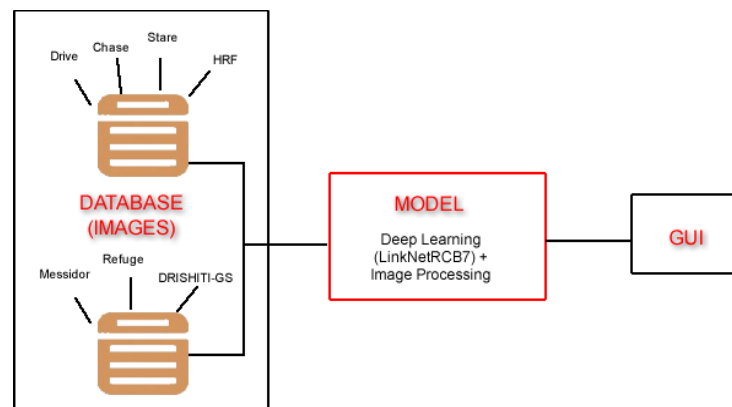 Drive
Chase
Stare
HRF
DATABASE
(IMAGES)
Messidor
Refuge
DRISHITI-GS
MODEL
Deep Learning
(LinkNetRCB7) +
Image Processing
GUI